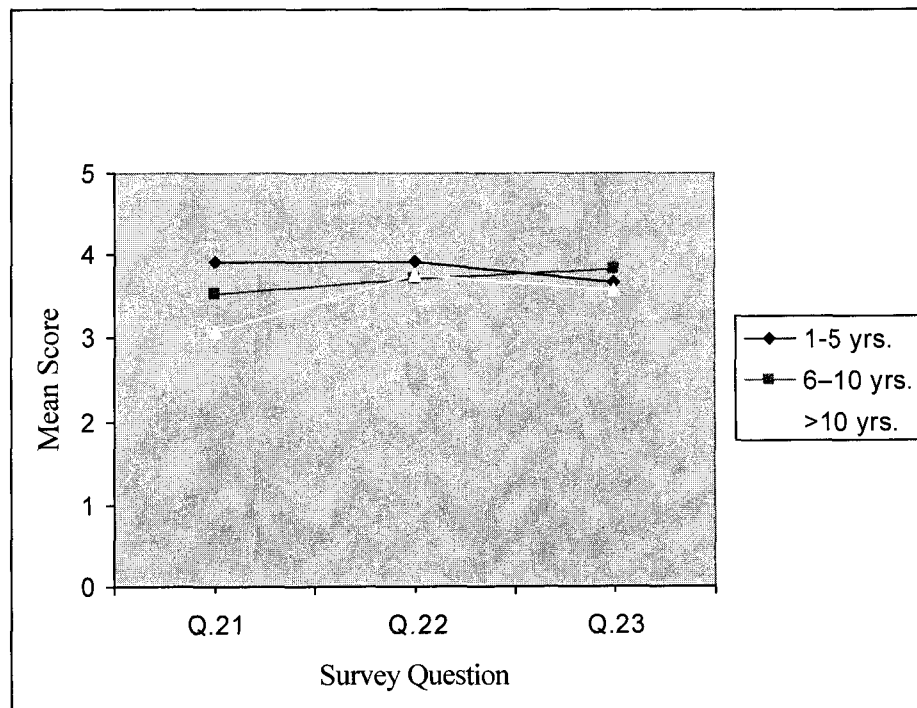 5
4
3
2
1
0
Mean Score
Q.21 Q.22 Q.23
Survey Question
1-5 yrs.
6–10 yrs.
>10 yrs.